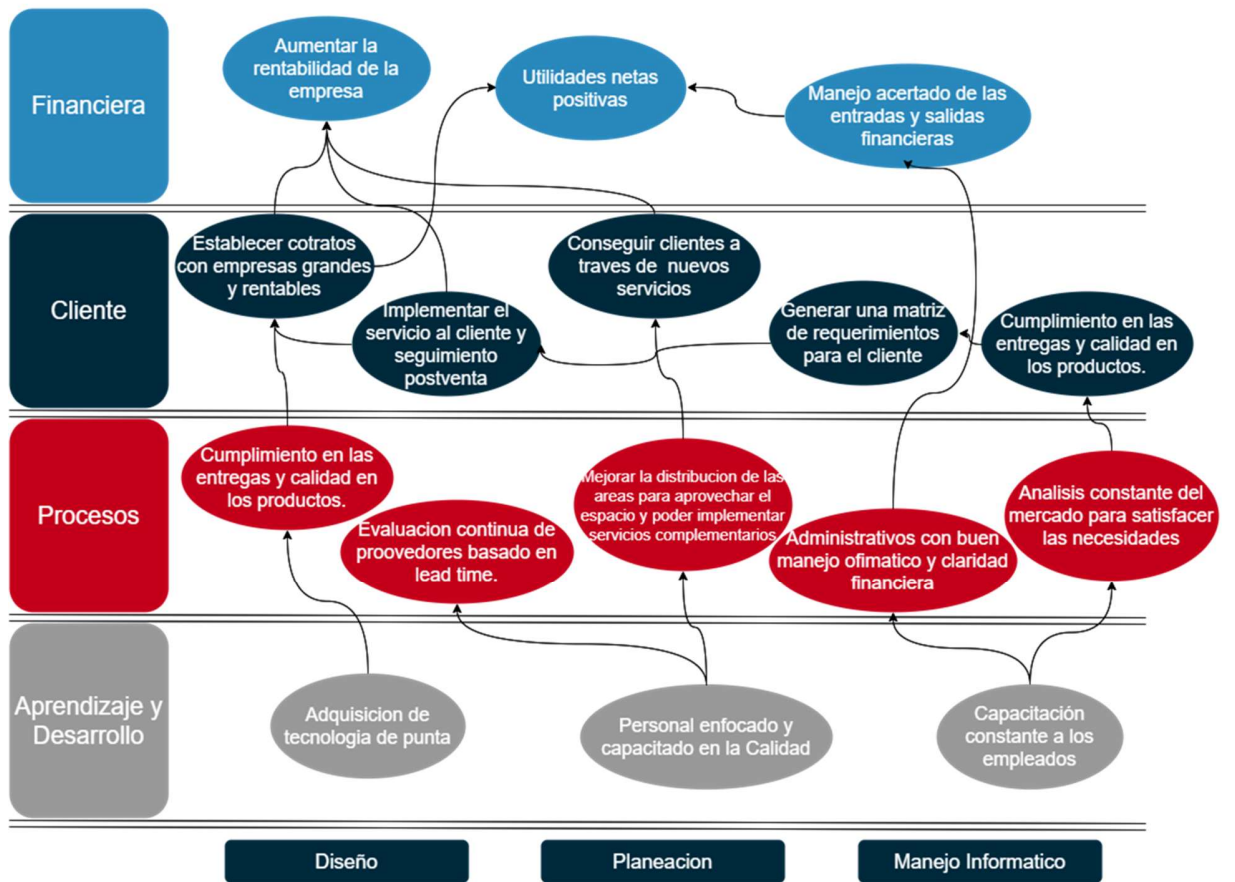 Financiera
Aumentar la
rentabilidad de la
empresa
Utilidades netas
positivas
Manejo acertado de las
entradas y salidas
financieras
Cliente
Establecer cotratos
con empresas grandes
y rentables
Implementar el
servicio al cliente y
seguimiento
postventa
Conseguir clientes a
traves de nuevos
servicios
Generar una matriz
de requerimientos
para el cliente
Cumplimiento en las
entregas y calidad en
los productos.
Procesos
Cumplimiento en las
entregas y calidad en
los productos.
Evaluacion continua de
proovedores basado en
lead time.
Mejorar la distribucion de las
areas para aprovechar el
espacio y poder implementar
servicios complementarios
Administrativos con buen
manejo ofimatico y claridad
financiera
Analisis constante del
mercado para satisfacer
las necesidades
Aprendizaje y
Desarrollo
Adquisicion de
tecnologia de punta
Personal enfocado y
capacitado en la Calidad
Capacitación
constante a los
empleados
Diseño
Planeacion
Manejo Informatico